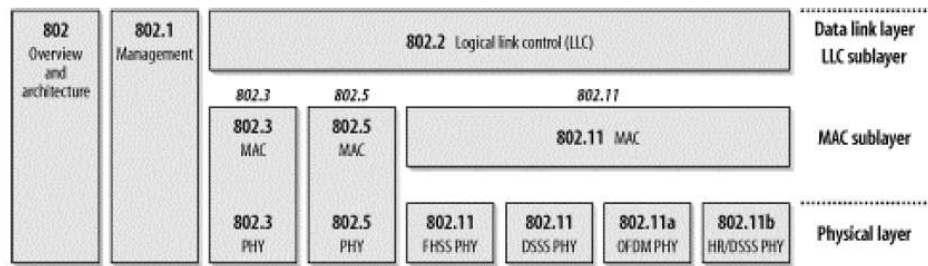 802
Overview
and
architecture
802.1
Management
802.2 Logical link control (LLC)
Data link layer
LLC sublayer
802.3
802.5
802.11
802.3
MAC
802.5
MAC
802.11 MAC
MAC sublayer
802.3
PHY
802.5
PHY
802.11
FHSS PHY
802.11
DSSS PHY
802.11a
OFDM PHY
802.11b
HR/DSSS PHY
Physical layer